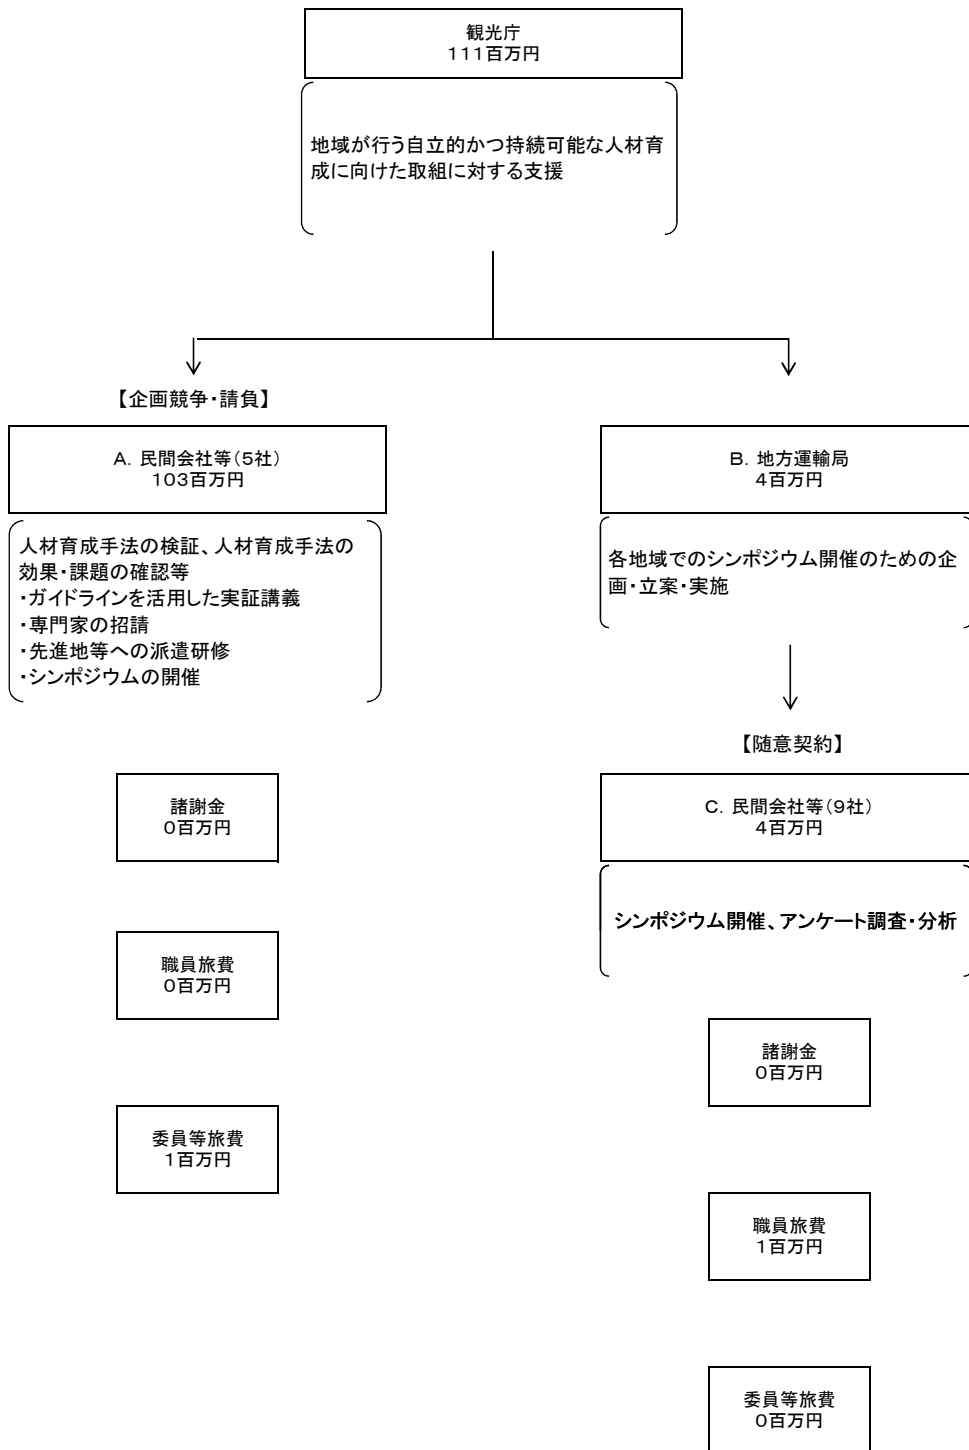 観光庁
111百万円
地域が行う自立的かつ持続可能な人材育
成に向けた取組に対する支援
【企画競争・請負】
A. 民間会社等(5社)
103百万円
人材育成手法の検証、人材育成手法の
効果・課題の確認等
・ガイドラインを活用した実証講義
・専門家の招請
・先進地等への派遣研修
・シンポジウムの開催
諸謝金
0百万円
職員旅費
0百万円
委員等旅費
1百万円
B. 地方運輸局
4百万円
各地域でのシンポジウム開催のための企
画・立案・実施
【随意契約】
C. 民間会社等(9社)
4百万円
シンポジウム開催、アンケート調査・分析
諸謝金
0百万円
職員旅費
1百万円
委員等旅費
0百万円